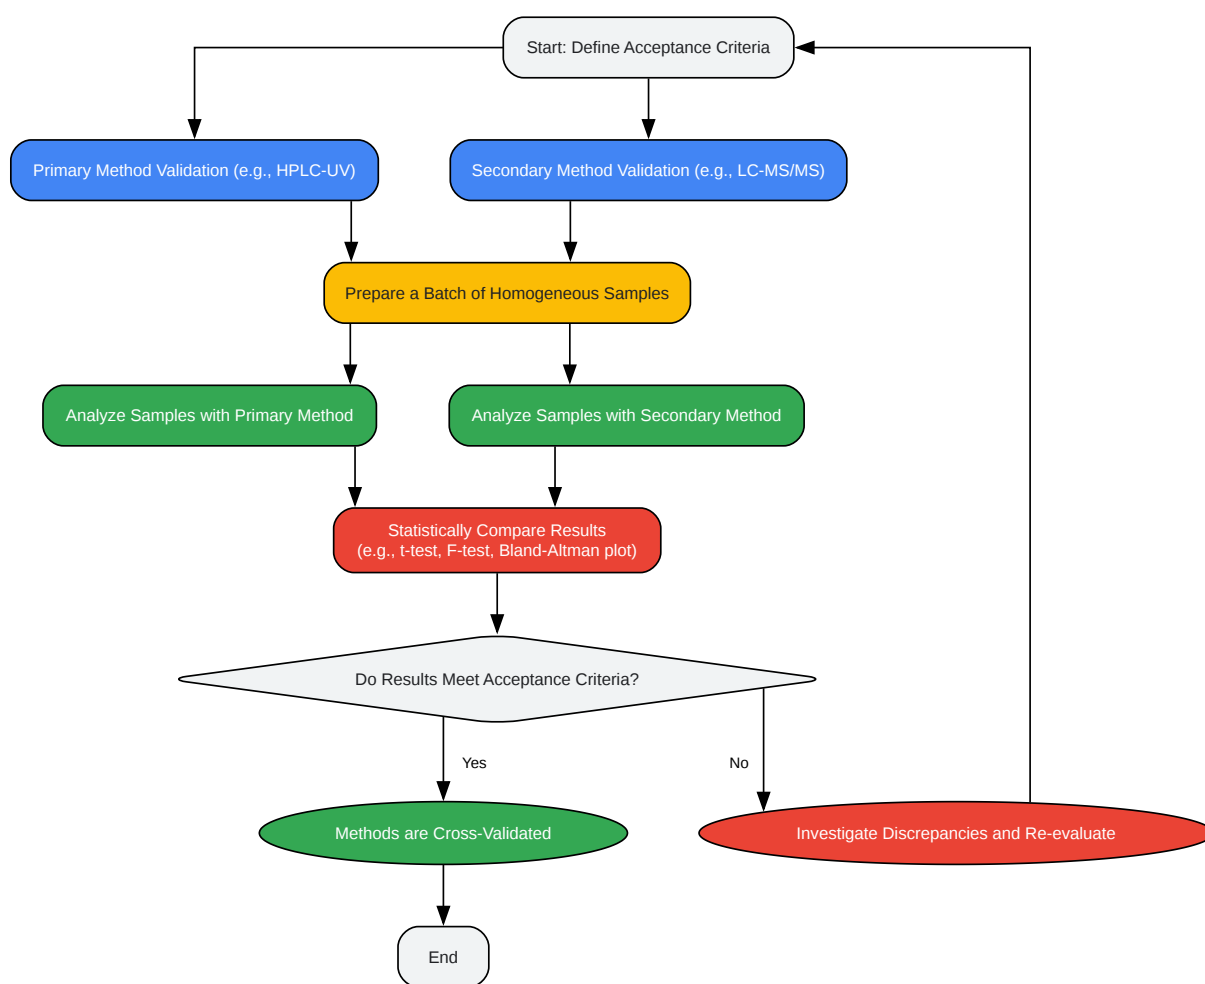 Start: Define Acceptance Criteria
Primary Method Validation (e.g., HPLC-UV)
Secondary Method Validation (e.g., LC-MS/MS)
Prepare a Batch of Homogeneous Samples
Analyze Samples with Primary Method
Analyze Samples with Secondary Method
Statistically Compare Results
(e.g., t-test, F-test, Bland-Altman plot)
Do Results Meet Acceptance Criteria?
Yes
No
Methods are Cross-Validated
Investigate Discrepancies and Re-evaluate
End